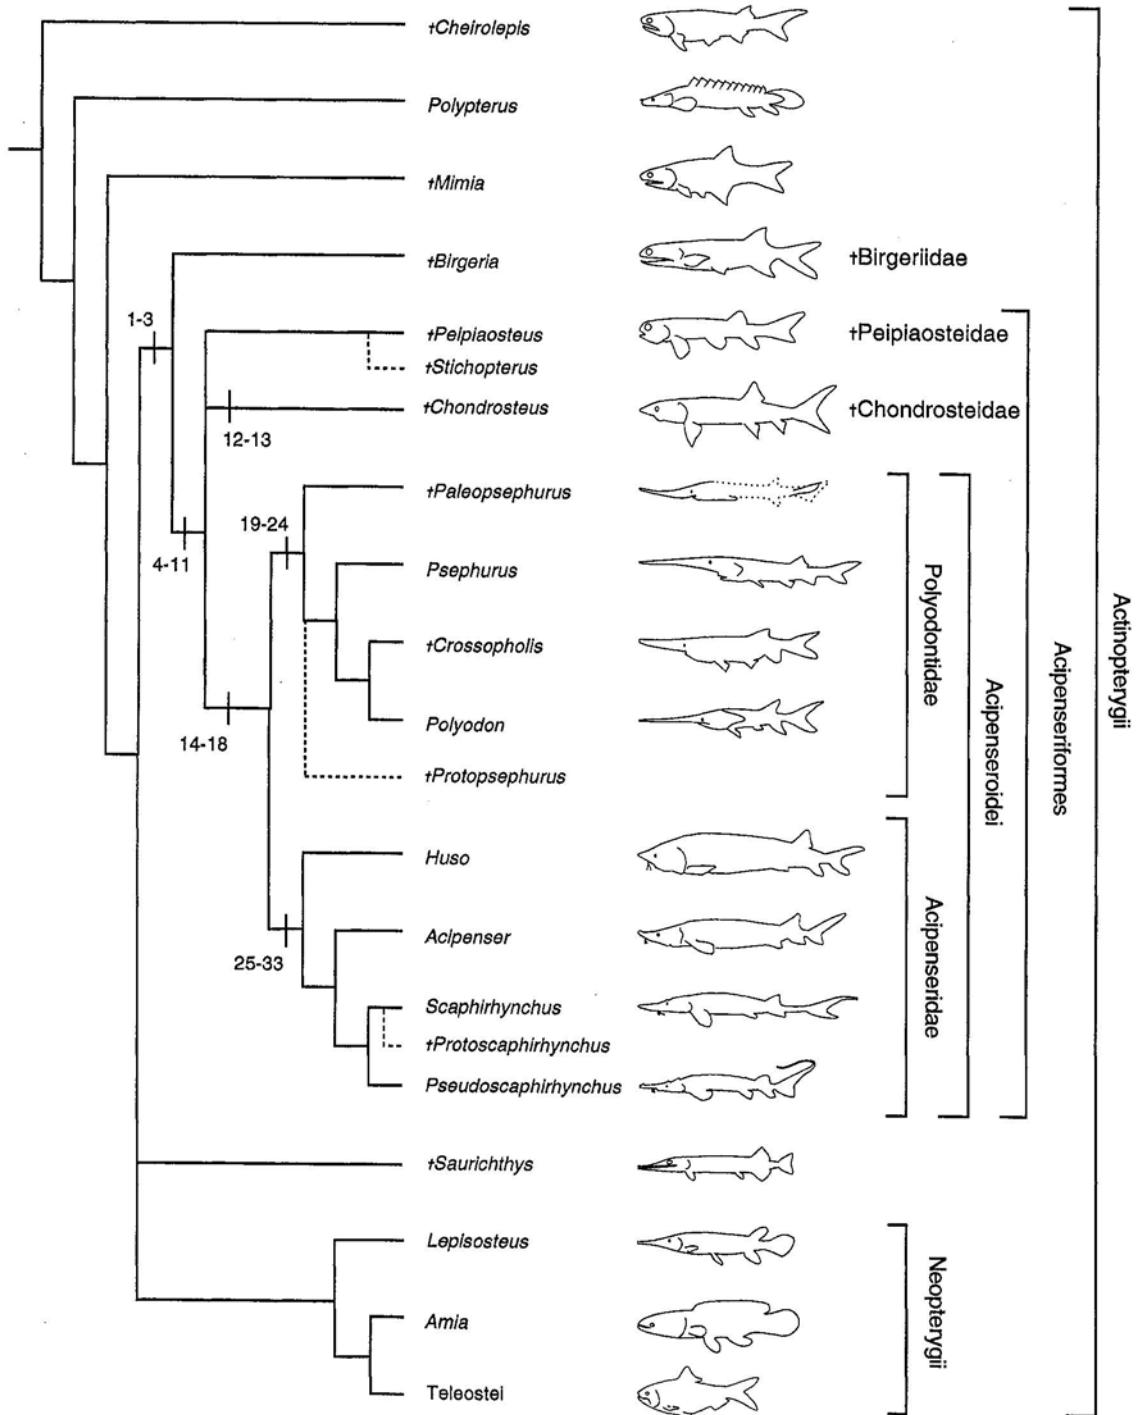 †Cheirolepis
Polypterus
†Mimia
†Birgeria
†Birgeriidae
1-3
†Peipiaosteus
†Peipiaosteidae
†Stichopterus
†Chondrosteus
†Chondrosteidae
12-13
†Paleopsephurus
19-24
4-11
Psephurus
†Crossopholis
Polyodon
14-18
†Protopsephurus
Huso
Acipenser
25-33
Scaphirhynchus
†Protoscaphirhynchus
Pseudoscaphirhynchus
†Saurichthys
Lepisosteus
Amia
Teleostei
Polyodontidae
Acipenseridae
Neopterygii
Acipenseroidei
Acipenseriformes
Actinopterygii